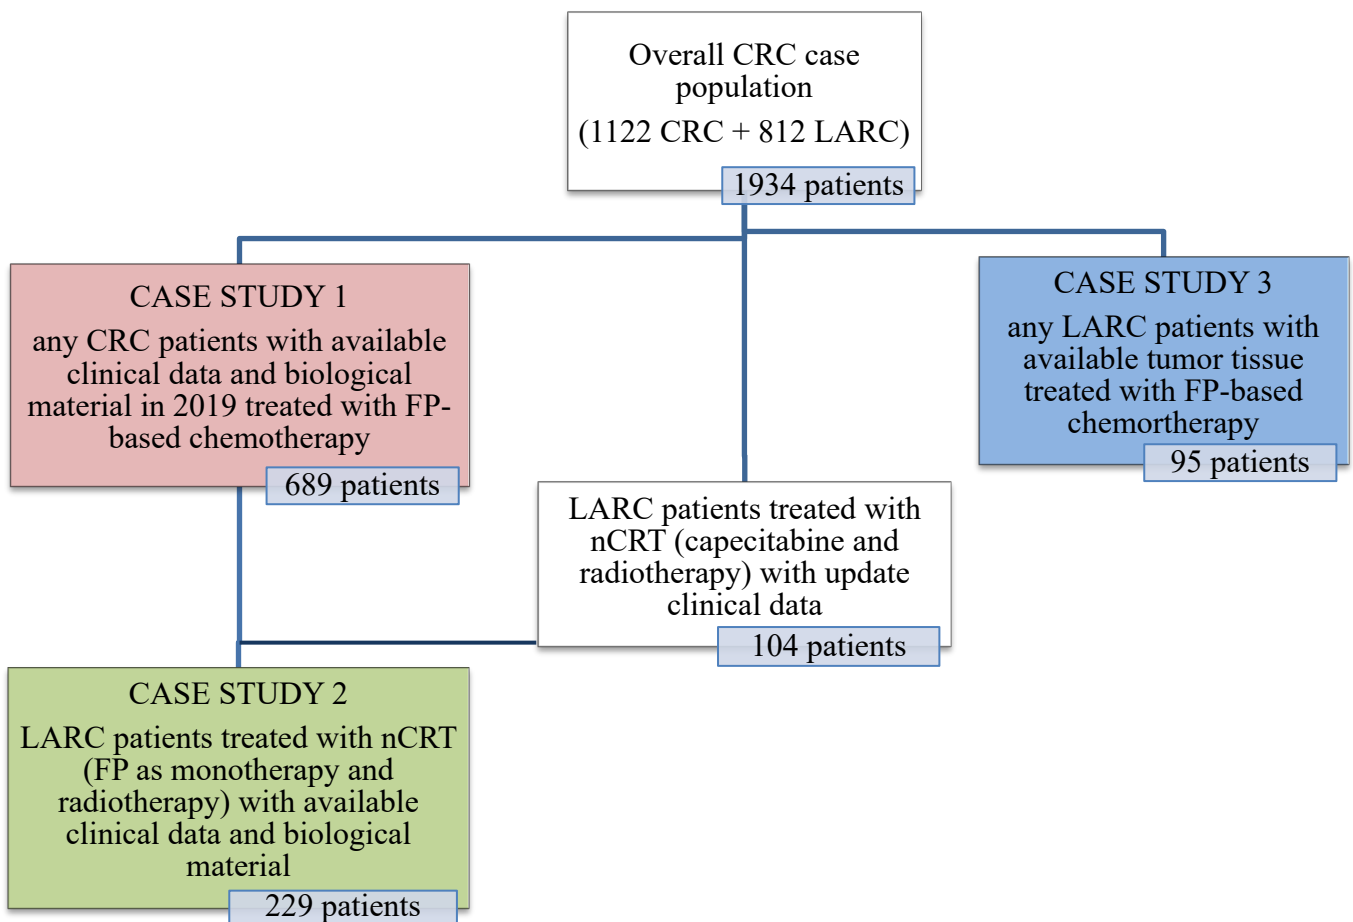 Overall CRC case
population
(1122 CRC + 812 LARC)
1934 patients
CASE STUDY 1
any CRC patients with available
clinical data and biological
material in 2019 treated with FP-
based chemotherapy
689 patients
CASE STUDY 3
any LARC patients with
available tumor tissue
treated with FP-based
chemortherapy
95 patients
LARC patients treated with
nCRT (capecitabine and
radiotherapy) with update
clinical data
104 patients
CASE STUDY 2
LARC patients treated with nCRT
(FP as monotherapy and
radiotherapy) with available
clinical data and biological
material
229 patients